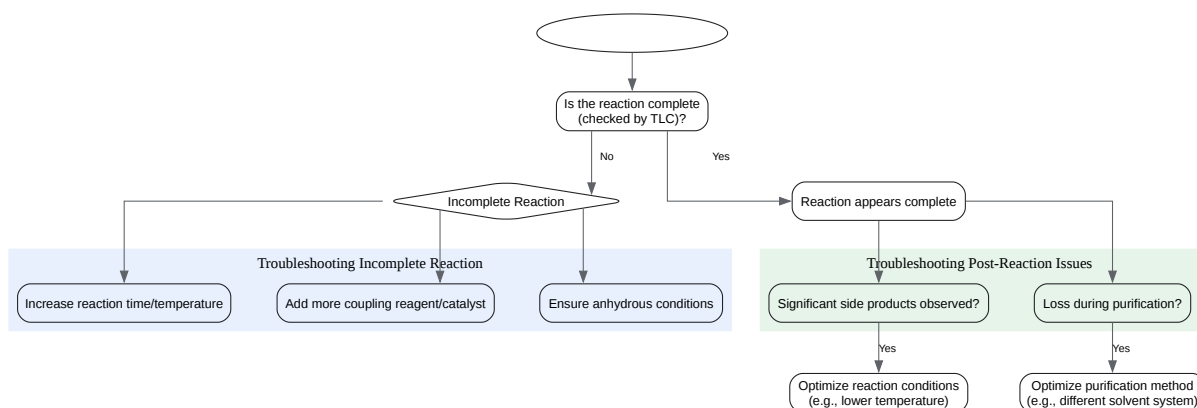 Is the reaction complete
(checked by TLC)?
No
Yes
Incomplete Reaction
Reaction appears complete
Troubleshooting Incomplete Reaction
Troubleshooting Post-Reaction Issues
Increase reaction time/temperature
Add more coupling reagent/catalyst
Ensure anhydrous conditions
Significant side products observed?
Loss during purification?
Yes
Yes
Optimize reaction conditions
(e.g., lower temperature)
Optimize purification method
(e.g., different solvent system)